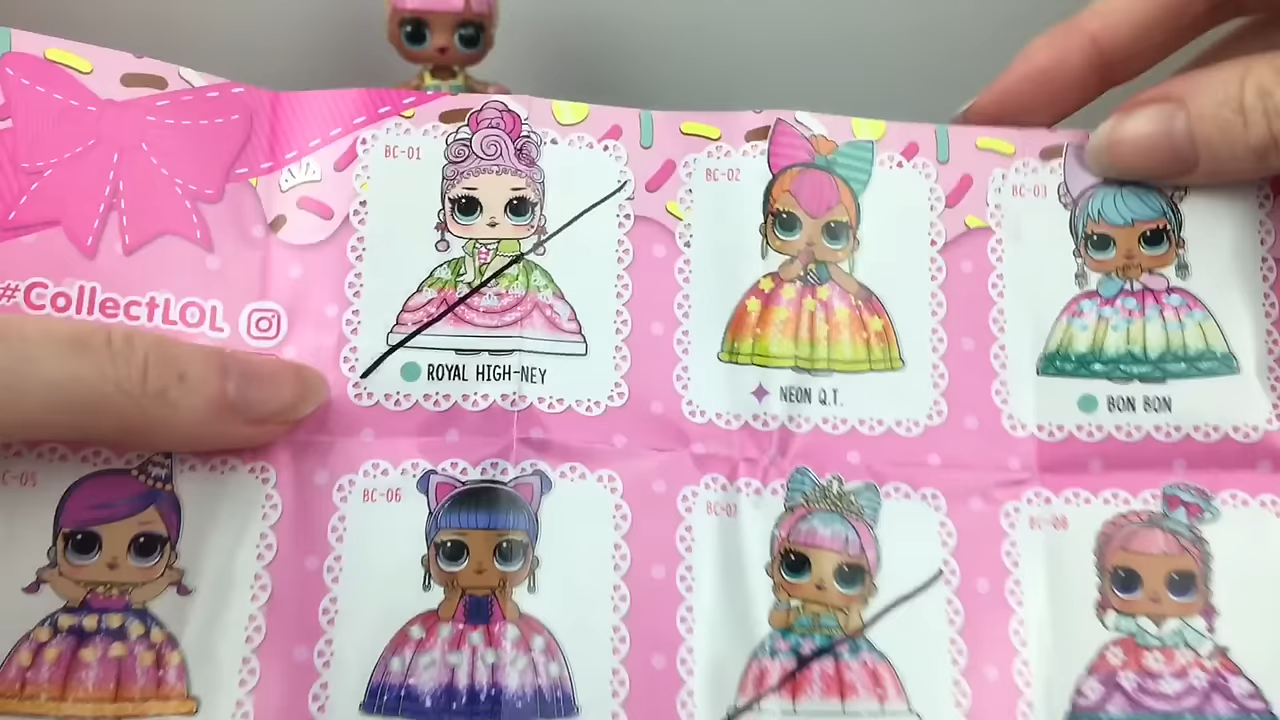 BC-01
BC-02
BC-03
#CollectLOL
ROYAL HIGH-NEY
NEON Q.T.
BON BON
C-05
BC-06
BC-07
BC-08